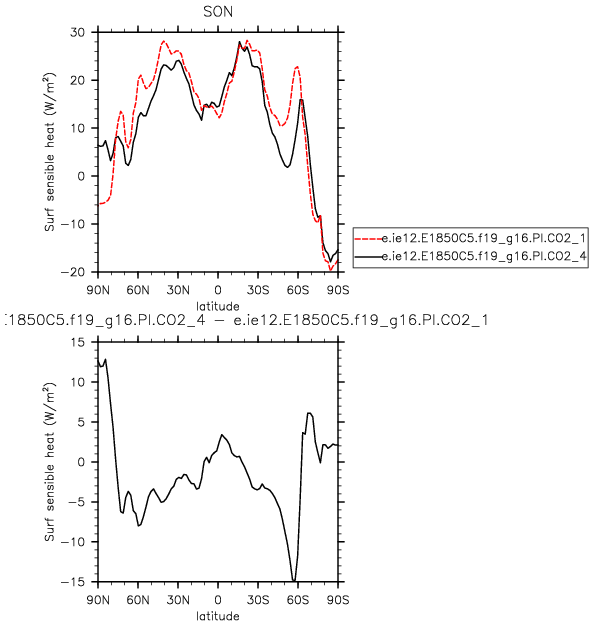 SON
30
20
10
0
−10
−20
Surf sensible heat (W/m²)
90N 60N 30N 0 30S 60S 90S
latitude
e.ie12.E1850C5.f19_g16.PI.CO2_1
e.ie12.E1850C5.f19_g16.PI.CO2_4
:1850C5.f19_g16.PI.CO2_4 − e.ie12.E1850C5.f19_g16.PI.CO2_1
15
10
5
0
−5
−10
−15
Surf sensible heat (W/m²)
90N 60N 30N 0 30S 60S 90S
latitude